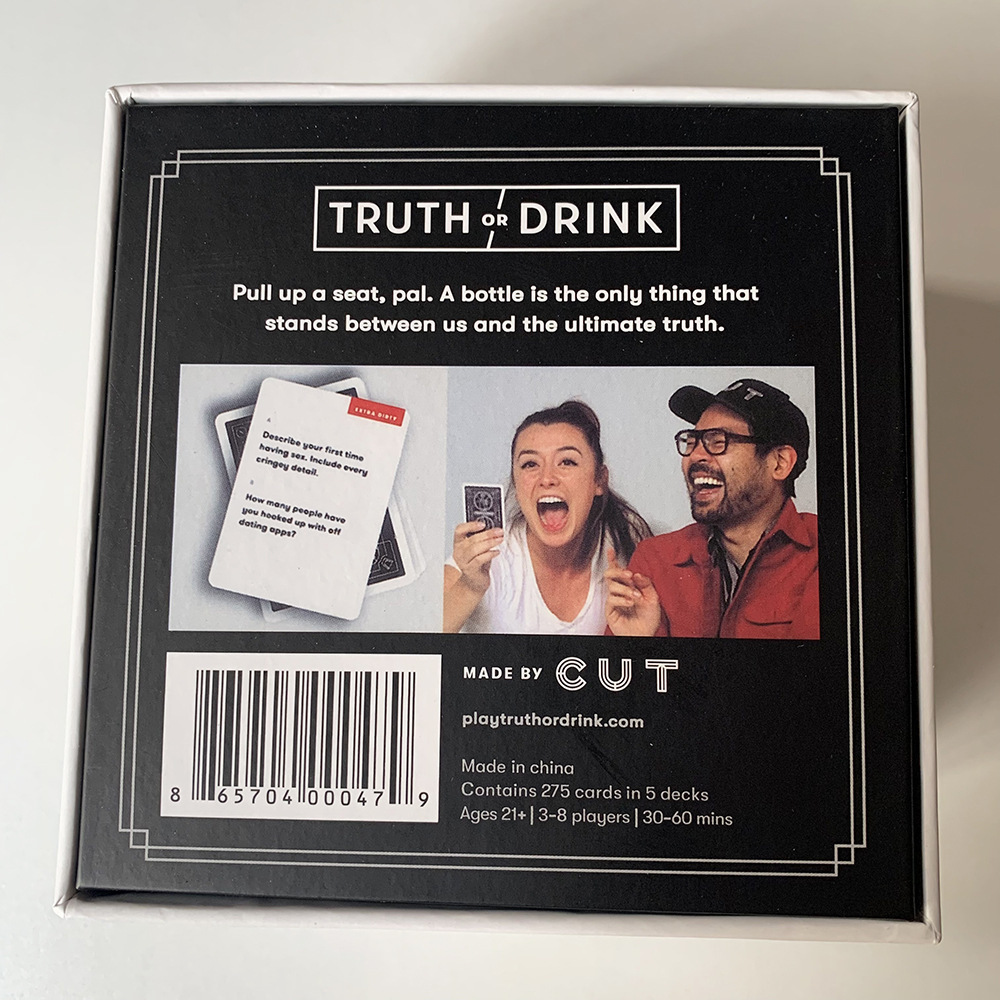 TRUTH OR DRINK
Pull up a seat, pal. A bottle is the only thing that
stands between us and the ultimate truth.
EXTRA DIRTY
A
Describe your first time
having sex. Include every
cringey detail.
B
How many people have
you hooked up with off
dating apps?
MADE BY CUT
playtruthordrink.com
Made in china
Contains 275 cards in 5 decks
Ages 21+ | 3-8 players | 30-60 mins
8 65704 00047 9